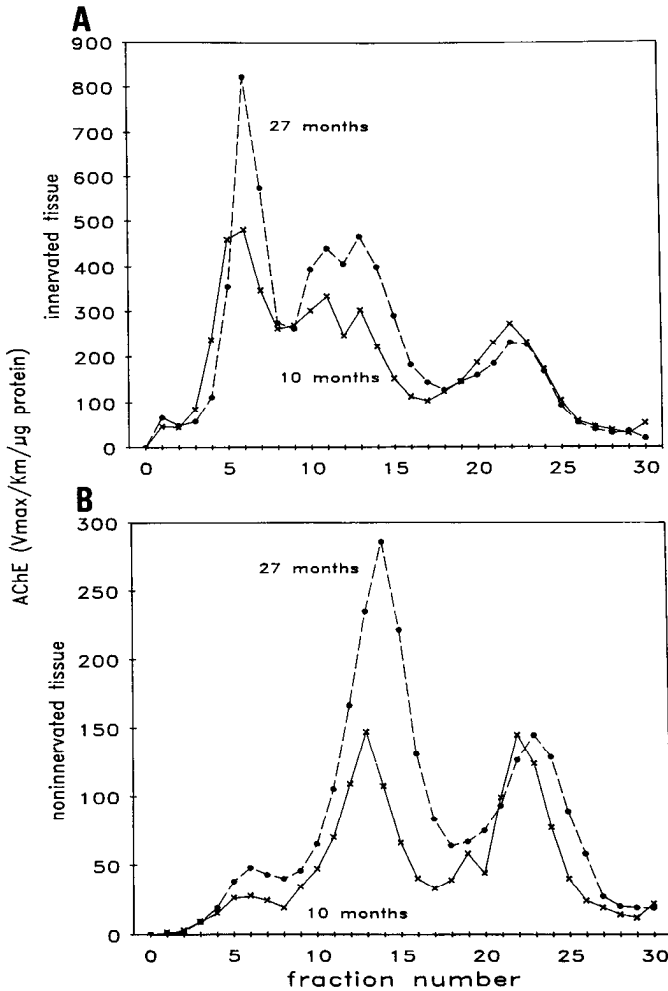 A
900
800
700
600
500
400
300
200
100
0
innervated tissue
27 months
10 months
0 5 10 15 20 25 30
AChE (Vmax/Km/µg protein)
B
300
250
200
150
100
50
0
noninnervated tissue
27 months
10 months
0 5 10 15 20 25 30
fraction number